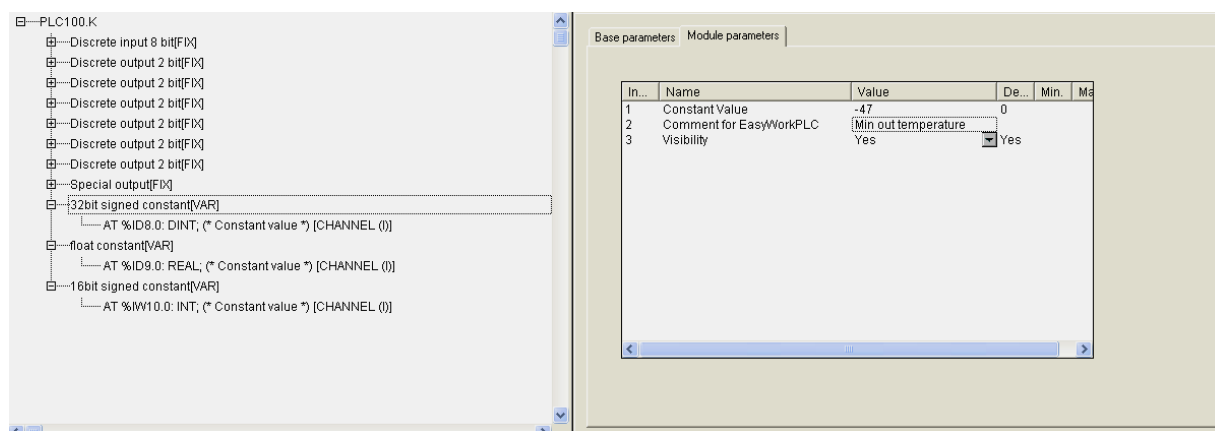 PLC100.K
Discrete input 8 bit[FIX]
Discrete output 2 bit[FIX]
Discrete output 2 bit[FIX]
Discrete output 2 bit[FIX]
Discrete output 2 bit[FIX]
Discrete output 2 bit[FIX]
Discrete output 2 bit[FIX]
Special output[FIX]
32bit signed constant[VAR]
AT %ID8.0: DINT; (* Constant value *) [CHANNEL (I)]
float constant[VAR]
AT %ID9.0: REAL; (* Constant value *) [CHANNEL (I)]
16bit signed constant[VAR]
AT %IW10.0: INT; (* Constant value *) [CHANNEL (I)]
Base parameters Module parameters
In... Name Value De... Min. Ma
1 Constant Value -47 0
2 Comment for EasyWorkPLC Min out temperature
3 Visibility Yes Yes